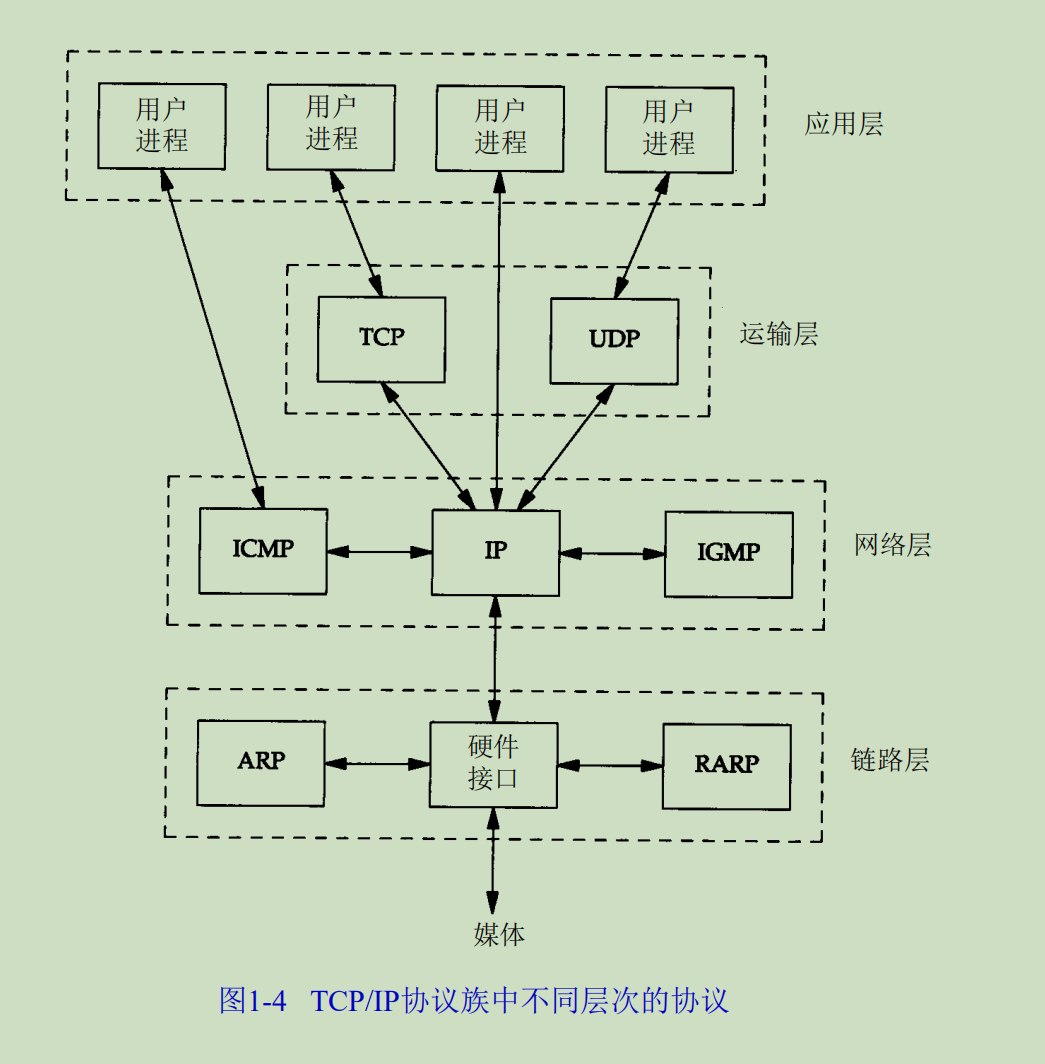 用户
进程
用户
进程
用户
进程
用户
进程
应用层
TCP
UDP
运输层
ICMP
IP
IGMP
网络层
ARP
硬件
接口
RARP
链路层
媒体
图1-4 TCP/IP协议族中不同层次的协议